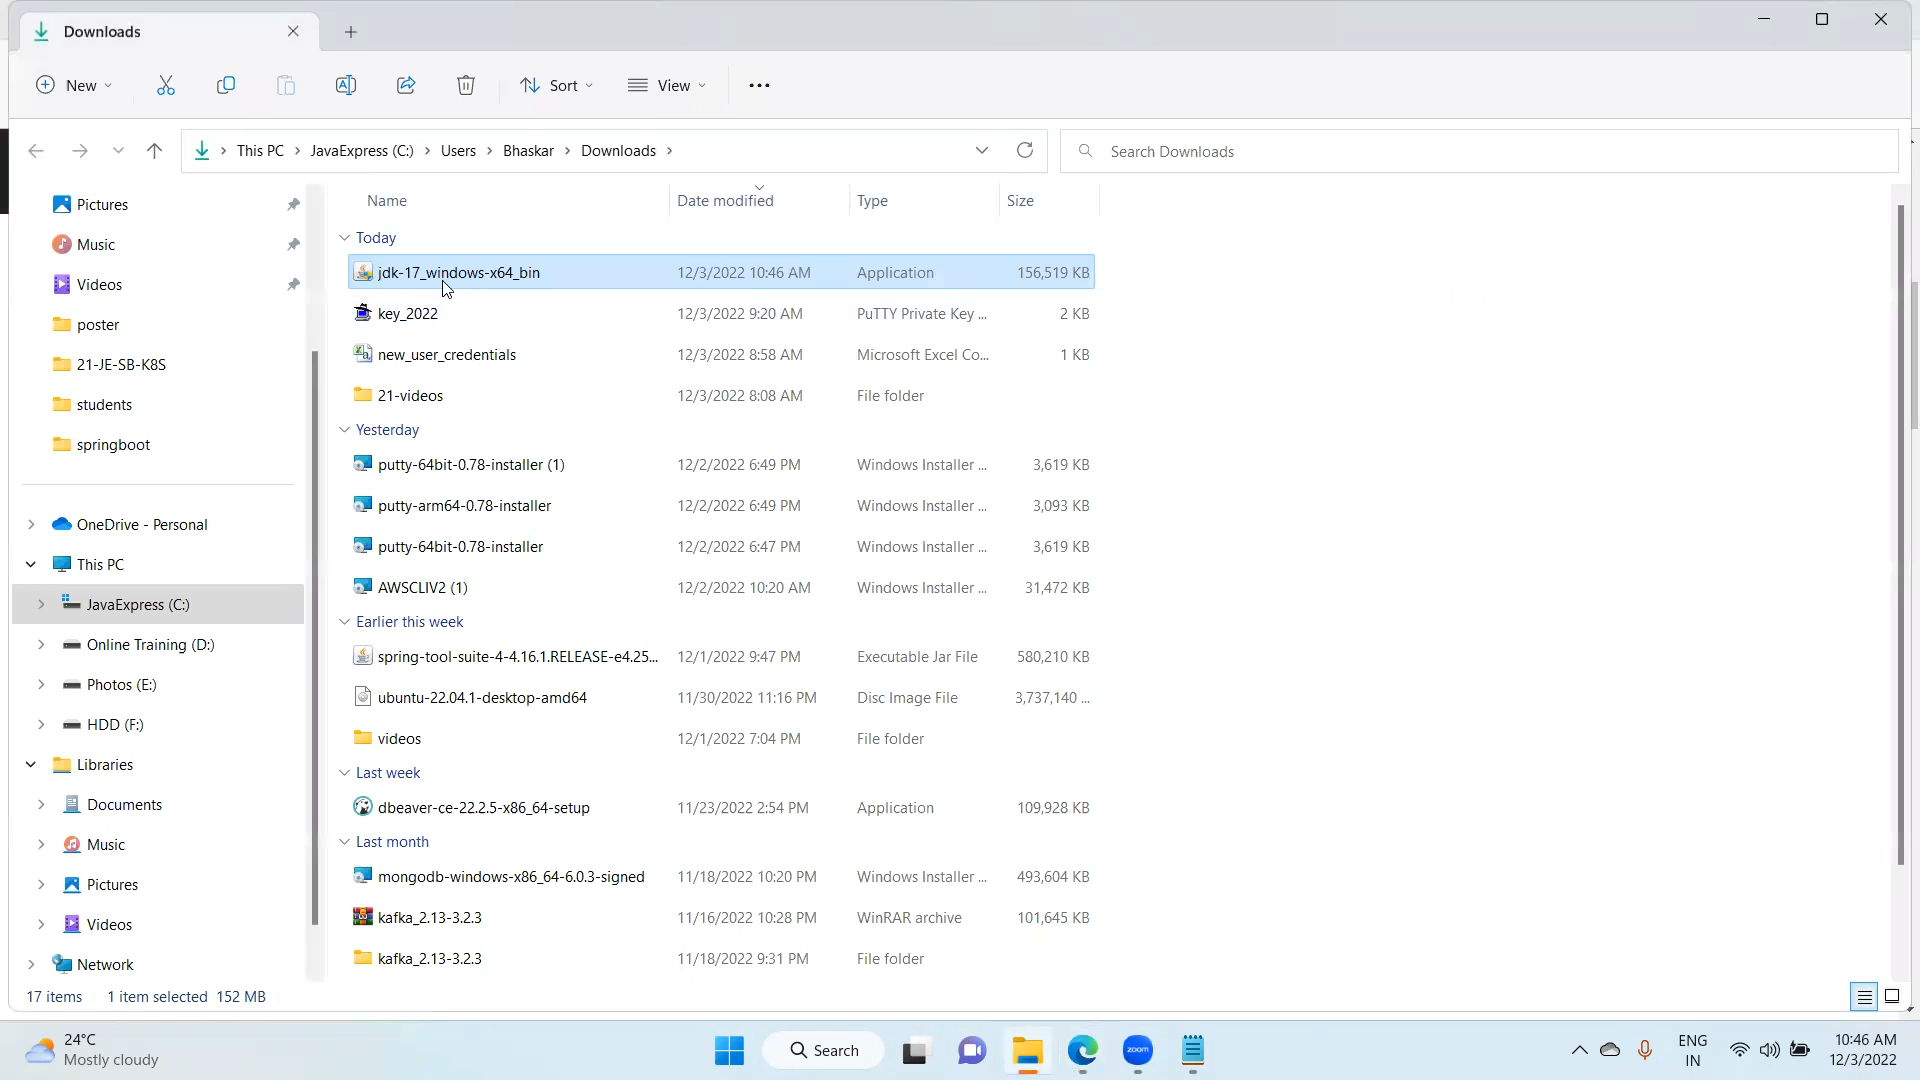 Downloads
New
Sort
View
This PC > JavaExpress (C:) > Users > Bhaskar > Downloads >
Search Downloads
Pictures
Music
Videos
poster
21-JE-SB-K8S
students
springboot
OneDrive - Personal
This PC
JavaExpress (C:)
Online Training (D:)
Photos (E:)
HDD (F:)
Libraries
Documents
Music
Pictures
Videos
Network
Name Date modified Type Size
Today
jdk-17_windows-x64_bin 12/3/2022 10:46 AM Application 156,519 KB
key_2022 12/3/2022 9:20 AM PuTTY Private Key ... 2 KB
new_user_credentials 12/3/2022 8:58 AM Microsoft Excel Co... 1 KB
21-videos 12/3/2022 8:08 AM File folder
Yesterday
putty-64bit-0.78-installer (1) 12/2/2022 6:49 PM Windows Installer ... 3,619 KB
putty-arm64-0.78-installer 12/2/2022 6:49 PM Windows Installer ... 3,093 KB
putty-64bit-0.78-installer 12/2/2022 6:47 PM Windows Installer ... 3,619 KB
AWSCLIV2 (1) 12/2/2022 10:20 AM Windows Installer ... 31,472 KB
Earlier this week
spring-tool-suite-4-4.16.1.RELEASE-e4.25... 12/1/2022 9:47 PM Executable Jar File 580,210 KB
ubuntu-22.04.1-desktop-amd64 11/30/2022 11:16 PM Disc Image File 3,737,140 ...
videos 12/1/2022 7:04 PM File folder
Last week
dbeaver-ce-22.2.5-x86_64-setup 11/23/2022 2:54 PM Application 109,928 KB
Last month
mongodb-windows-x86_64-6.0.3-signed 11/18/2022 10:20 PM Windows Installer ... 493,604 KB
kafka_2.13-3.2.3 11/16/2022 10:28 PM WinRAR archive 101,645 KB
kafka_2.13-3.2.3 11/18/2022 9:31 PM File folder
17 items 1 item selected 152 MB
24°C
Mostly cloudy
Search
zoom
ENG
IN
10:46 AM
12/3/2022